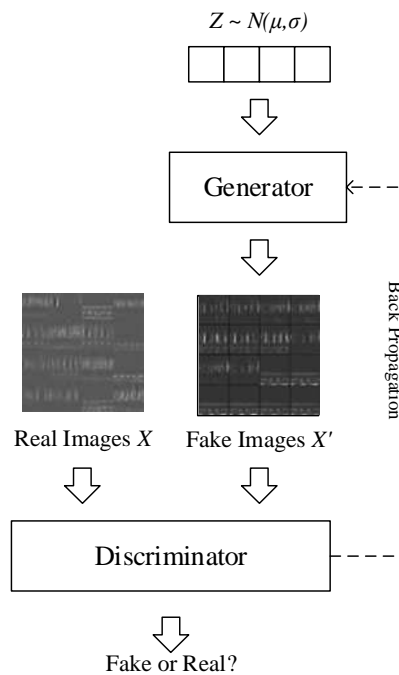 Z ~ N(μ,σ)
Generator
Back Propagation
Real Images X
Fake Images X'
Discriminator
Fake or Real?